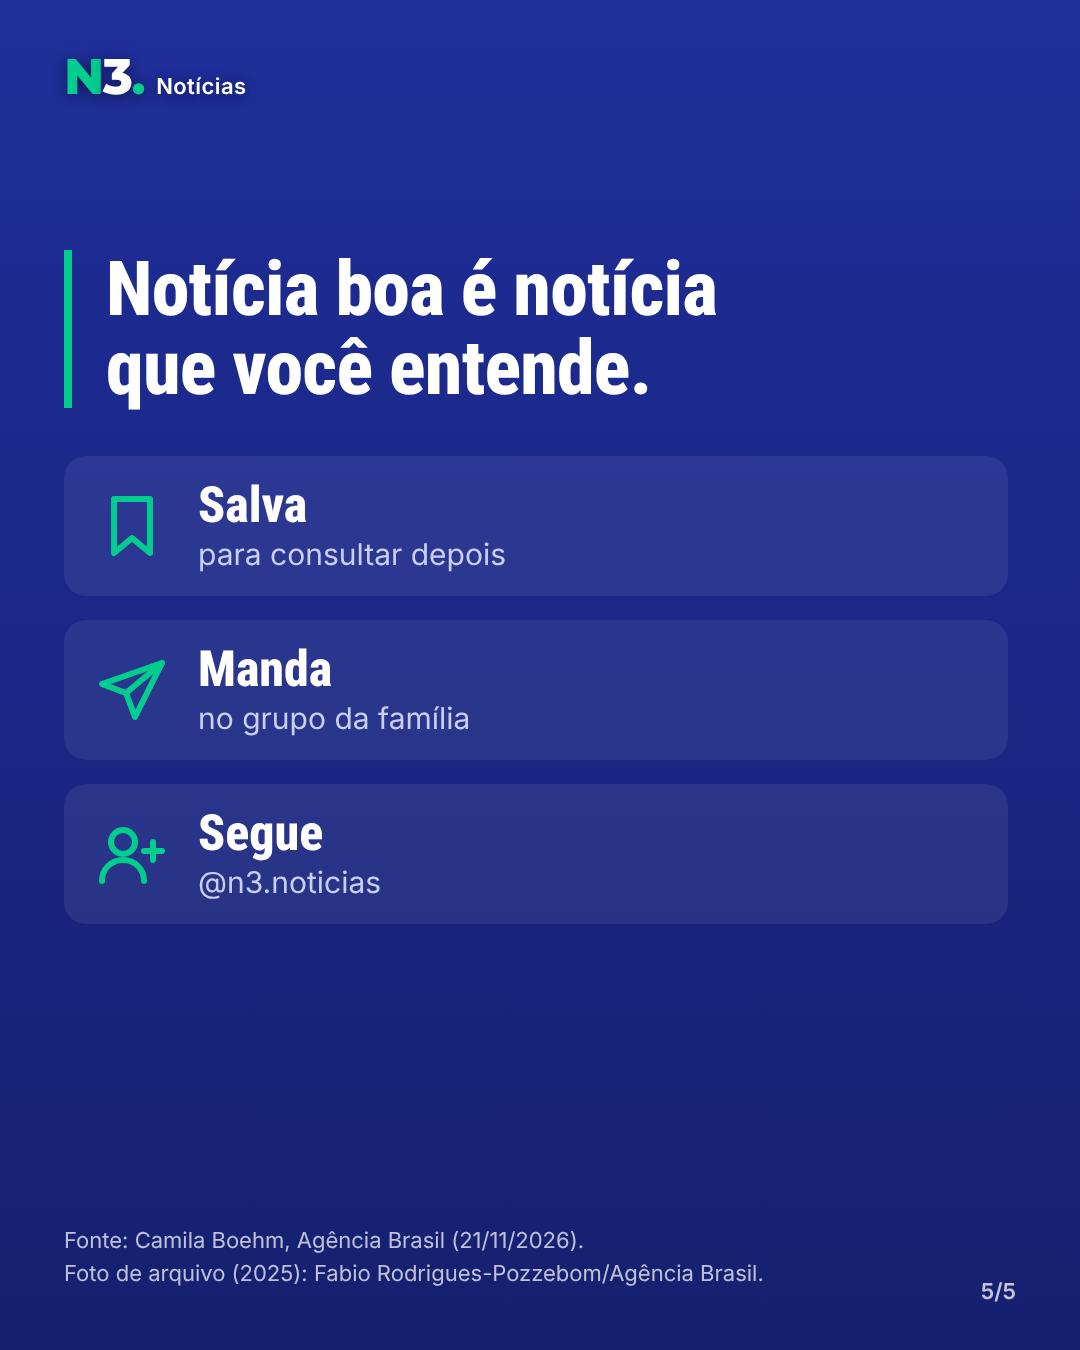 N3. Notícias
Notícia boa é notícia
que você entende.
Salva
para consultar depois
Manda
no grupo da família
Segue
@n3.noticias
Fonte: Camila Boehm, Agência Brasil (21/11/2026).
Foto de arquivo (2025): Fabio Rodrigues-Pozzebom/Agência Brasil.
5/5